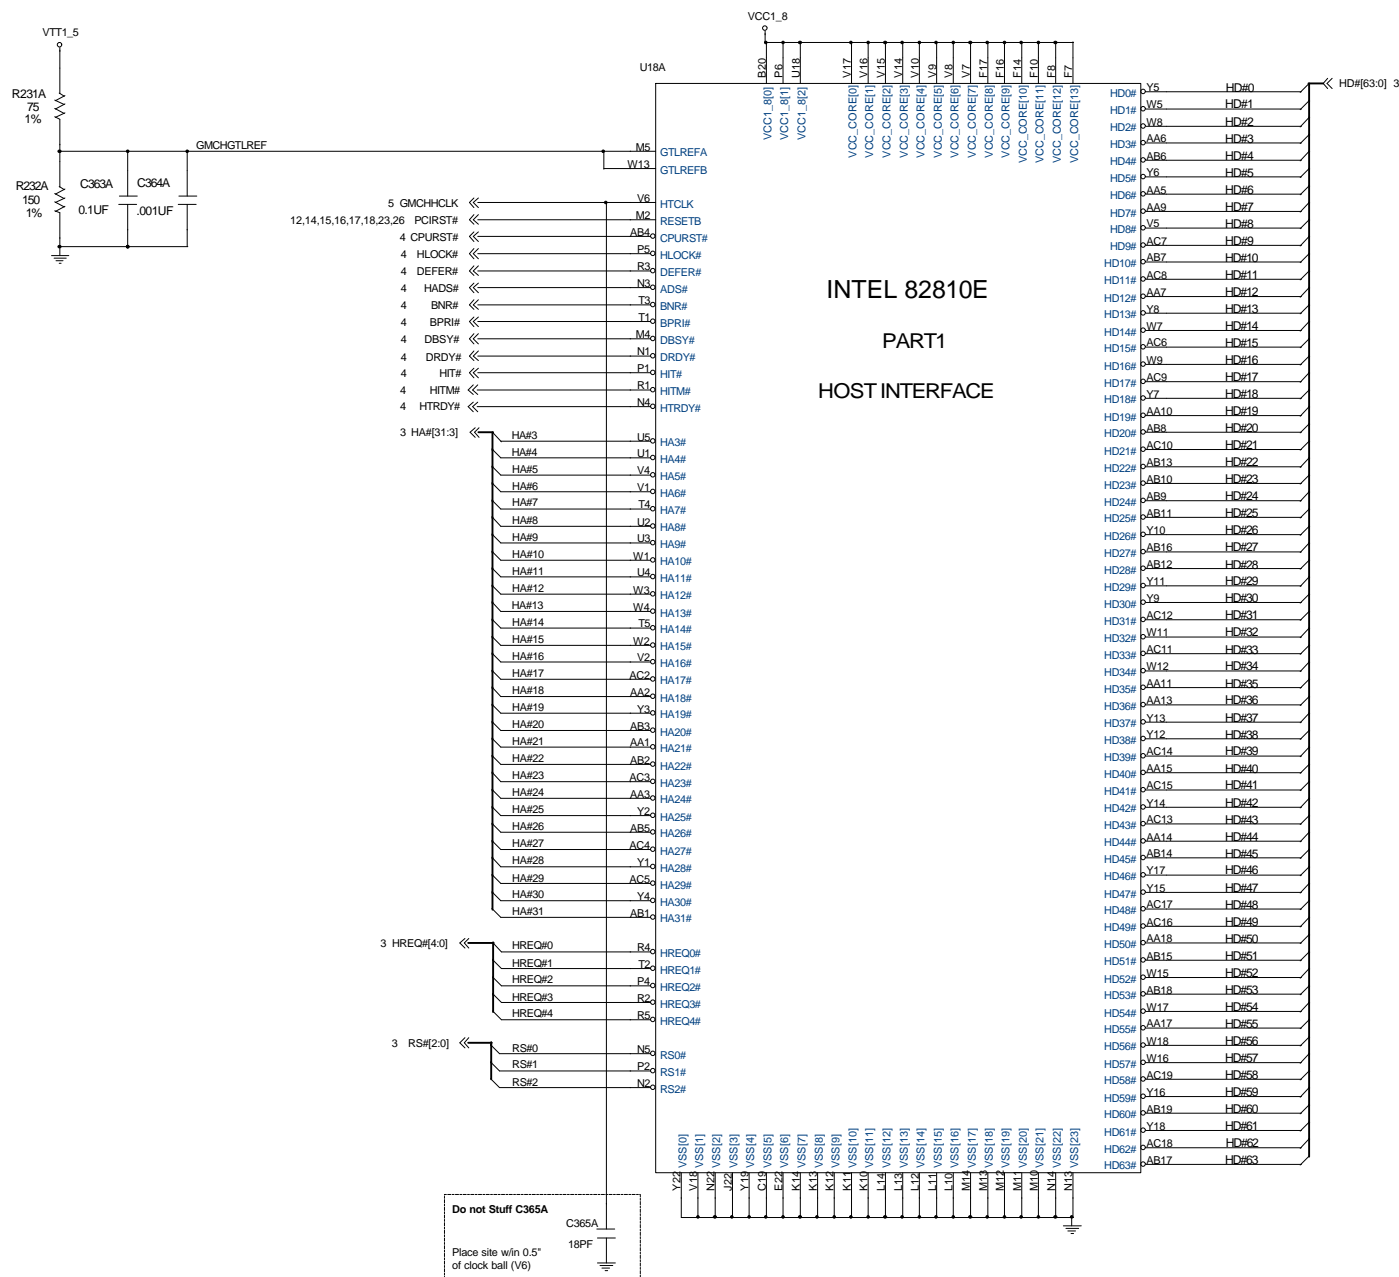 VCC1_8
VTT1_5
U18A
B20 P6 U18 V17 V16 V15 V14 V10 V9 V8 V7 F17 F16 F14 F10 F8 F7
VCC1_8[0] VCC1_8[1] VCC1_8[2] VCC_CORE[0] VCC_CORE[1] VCC_CORE[2] VCC_CORE[3] VCC_CORE[4] VCC_CORE[5] VCC_CORE[6] VCC_CORE[7] VCC_CORE[8] VCC_CORE[9] VCC_CORE[10] VCC_CORE[11] VCC_CORE[12] VCC_CORE[13]
R231A
75
1%
R232A
150
1%
C363A
0.1UF
C364A
.001UF
GMCHGTLREF
M5 GTLREFA
W13 GTLREFB
5 GMCHHCLK V6 HTCLK
12,14,15,16,17,18,23,26 PCIRST# M2 RESETB
4 CPURST# AB4 CPURST#
4 HLOCK# P5 HLOCK#
4 DEFER# R3 DEFER#
4 HADS# N3 ADS#
4 BNR# T3 BNR#
4 BPRI# T1 BPRI#
4 DBSY# M4 DBSY#
4 DRDY# N1 DRDY#
4 HIT# P1 HIT#
4 HITM# R1 HITM#
4 HTRDY# N4 HTRDY#
3 HA#[31:3]
HA#3 U5 HA3#
HA#4 U1 HA4#
HA#5 V4 HA5#
HA#6 V1 HA6#
HA#7 T4 HA7#
HA#8 U2 HA8#
HA#9 U3 HA9#
HA#10 W1 HA10#
HA#11 U4 HA11#
HA#12 W3 HA12#
HA#13 W4 HA13#
HA#14 T5 HA14#
HA#15 W2 HA15#
HA#16 V2 HA16#
HA#17 AC2 HA17#
HA#18 AA2 HA18#
HA#19 Y3 HA19#
HA#20 AB3 HA20#
HA#21 AA1 HA21#
HA#22 AB2 HA22#
HA#23 AC3 HA23#
HA#24 AA3 HA24#
HA#25 Y2 HA25#
HA#26 AB5 HA26#
HA#27 AC4 HA27#
HA#28 Y1 HA28#
HA#29 AC5 HA29#
HA#30 Y4 HA30#
HA#31 AB1 HA31#
3 HREQ#[4:0]
HREQ#0 R4 HREQ0#
HREQ#1 T2 HREQ1#
HREQ#2 P4 HREQ2#
HREQ#3 R2 HREQ3#
HREQ#4 R5 HREQ4#
3 RS#[2:0]
RS#0 N5 RS0#
RS#1 P2 RS1#
RS#2 N2 RS2#
INTEL 82810E
PART1
HOST INTERFACE
HD#[63:0] 3
HD0# Y5 HD#0
HD1# W5 HD#1
HD2# W8 HD#2
HD3# AA6 HD#3
HD4# AB6 HD#4
HD5# Y6 HD#5
HD6# AA5 HD#6
HD7# AA9 HD#7
HD8# V5 HD#8
HD9# AC7 HD#9
HD10# AB7 HD#10
HD11# AC8 HD#11
HD12# AA7 HD#12
HD13# Y8 HD#13
HD14# W7 HD#14
HD15# AC6 HD#15
HD16# W9 HD#16
HD17# AC9 HD#17
HD18# Y7 HD#18
HD19# AA10 HD#19
HD20# AB8 HD#20
HD21# AC10 HD#21
HD22# AB13 HD#22
HD23# AB10 HD#23
HD24# AB9 HD#24
HD25# AB11 HD#25
HD26# Y10 HD#26
HD27# AB16 HD#27
HD28# AB12 HD#28
HD29# Y11 HD#29
HD30# Y9 HD#30
HD31# AC12 HD#31
HD32# W11 HD#32
HD33# AC11 HD#33
HD34# W12 HD#34
HD35# AA11 HD#35
HD36# AA13 HD#36
HD37# Y13 HD#37
HD38# Y12 HD#38
HD39# AC14 HD#39
HD40# AA15 HD#40
HD41# AC15 HD#41
HD42# Y14 HD#42
HD43# AC13 HD#43
HD44# AA14 HD#44
HD45# AB14 HD#45
HD46# Y17 HD#46
HD47# Y15 HD#47
HD48# AC17 HD#48
HD49# AC16 HD#49
HD50# AA18 HD#50
HD51# AB15 HD#51
HD52# W15 HD#52
HD53# AB18 HD#53
HD54# W17 HD#54
HD55# AA17 HD#55
HD56# W18 HD#56
HD57# W16 HD#57
HD58# AC19 HD#58
HD59# Y16 HD#59
HD60# AB19 HD#60
HD61# Y18 HD#61
HD62# AC18 HD#62
HD63# AB17 HD#63
VSS[0] VSS[1] VSS[2] VSS[3] VSS[4] VSS[5] VSS[6] VSS[7] VSS[8] VSS[9] VSS[10] VSS[11] VSS[12] VSS[13] VSS[14] VSS[15] VSS[16] VSS[17] VSS[18] VSS[19] VSS[20] VSS[21] VSS[22] VSS[23]
Y22 V18 N22 J22 Y19 C19 E22 K14 K13 K12 K11 K10 L14 L13 L12 L11 L10 M14 M13 M12 M11 M10 N14 N13
Do not Stuff C365A
C365A
18PF
Place site w/in 0.5"
of clock ball (V6)